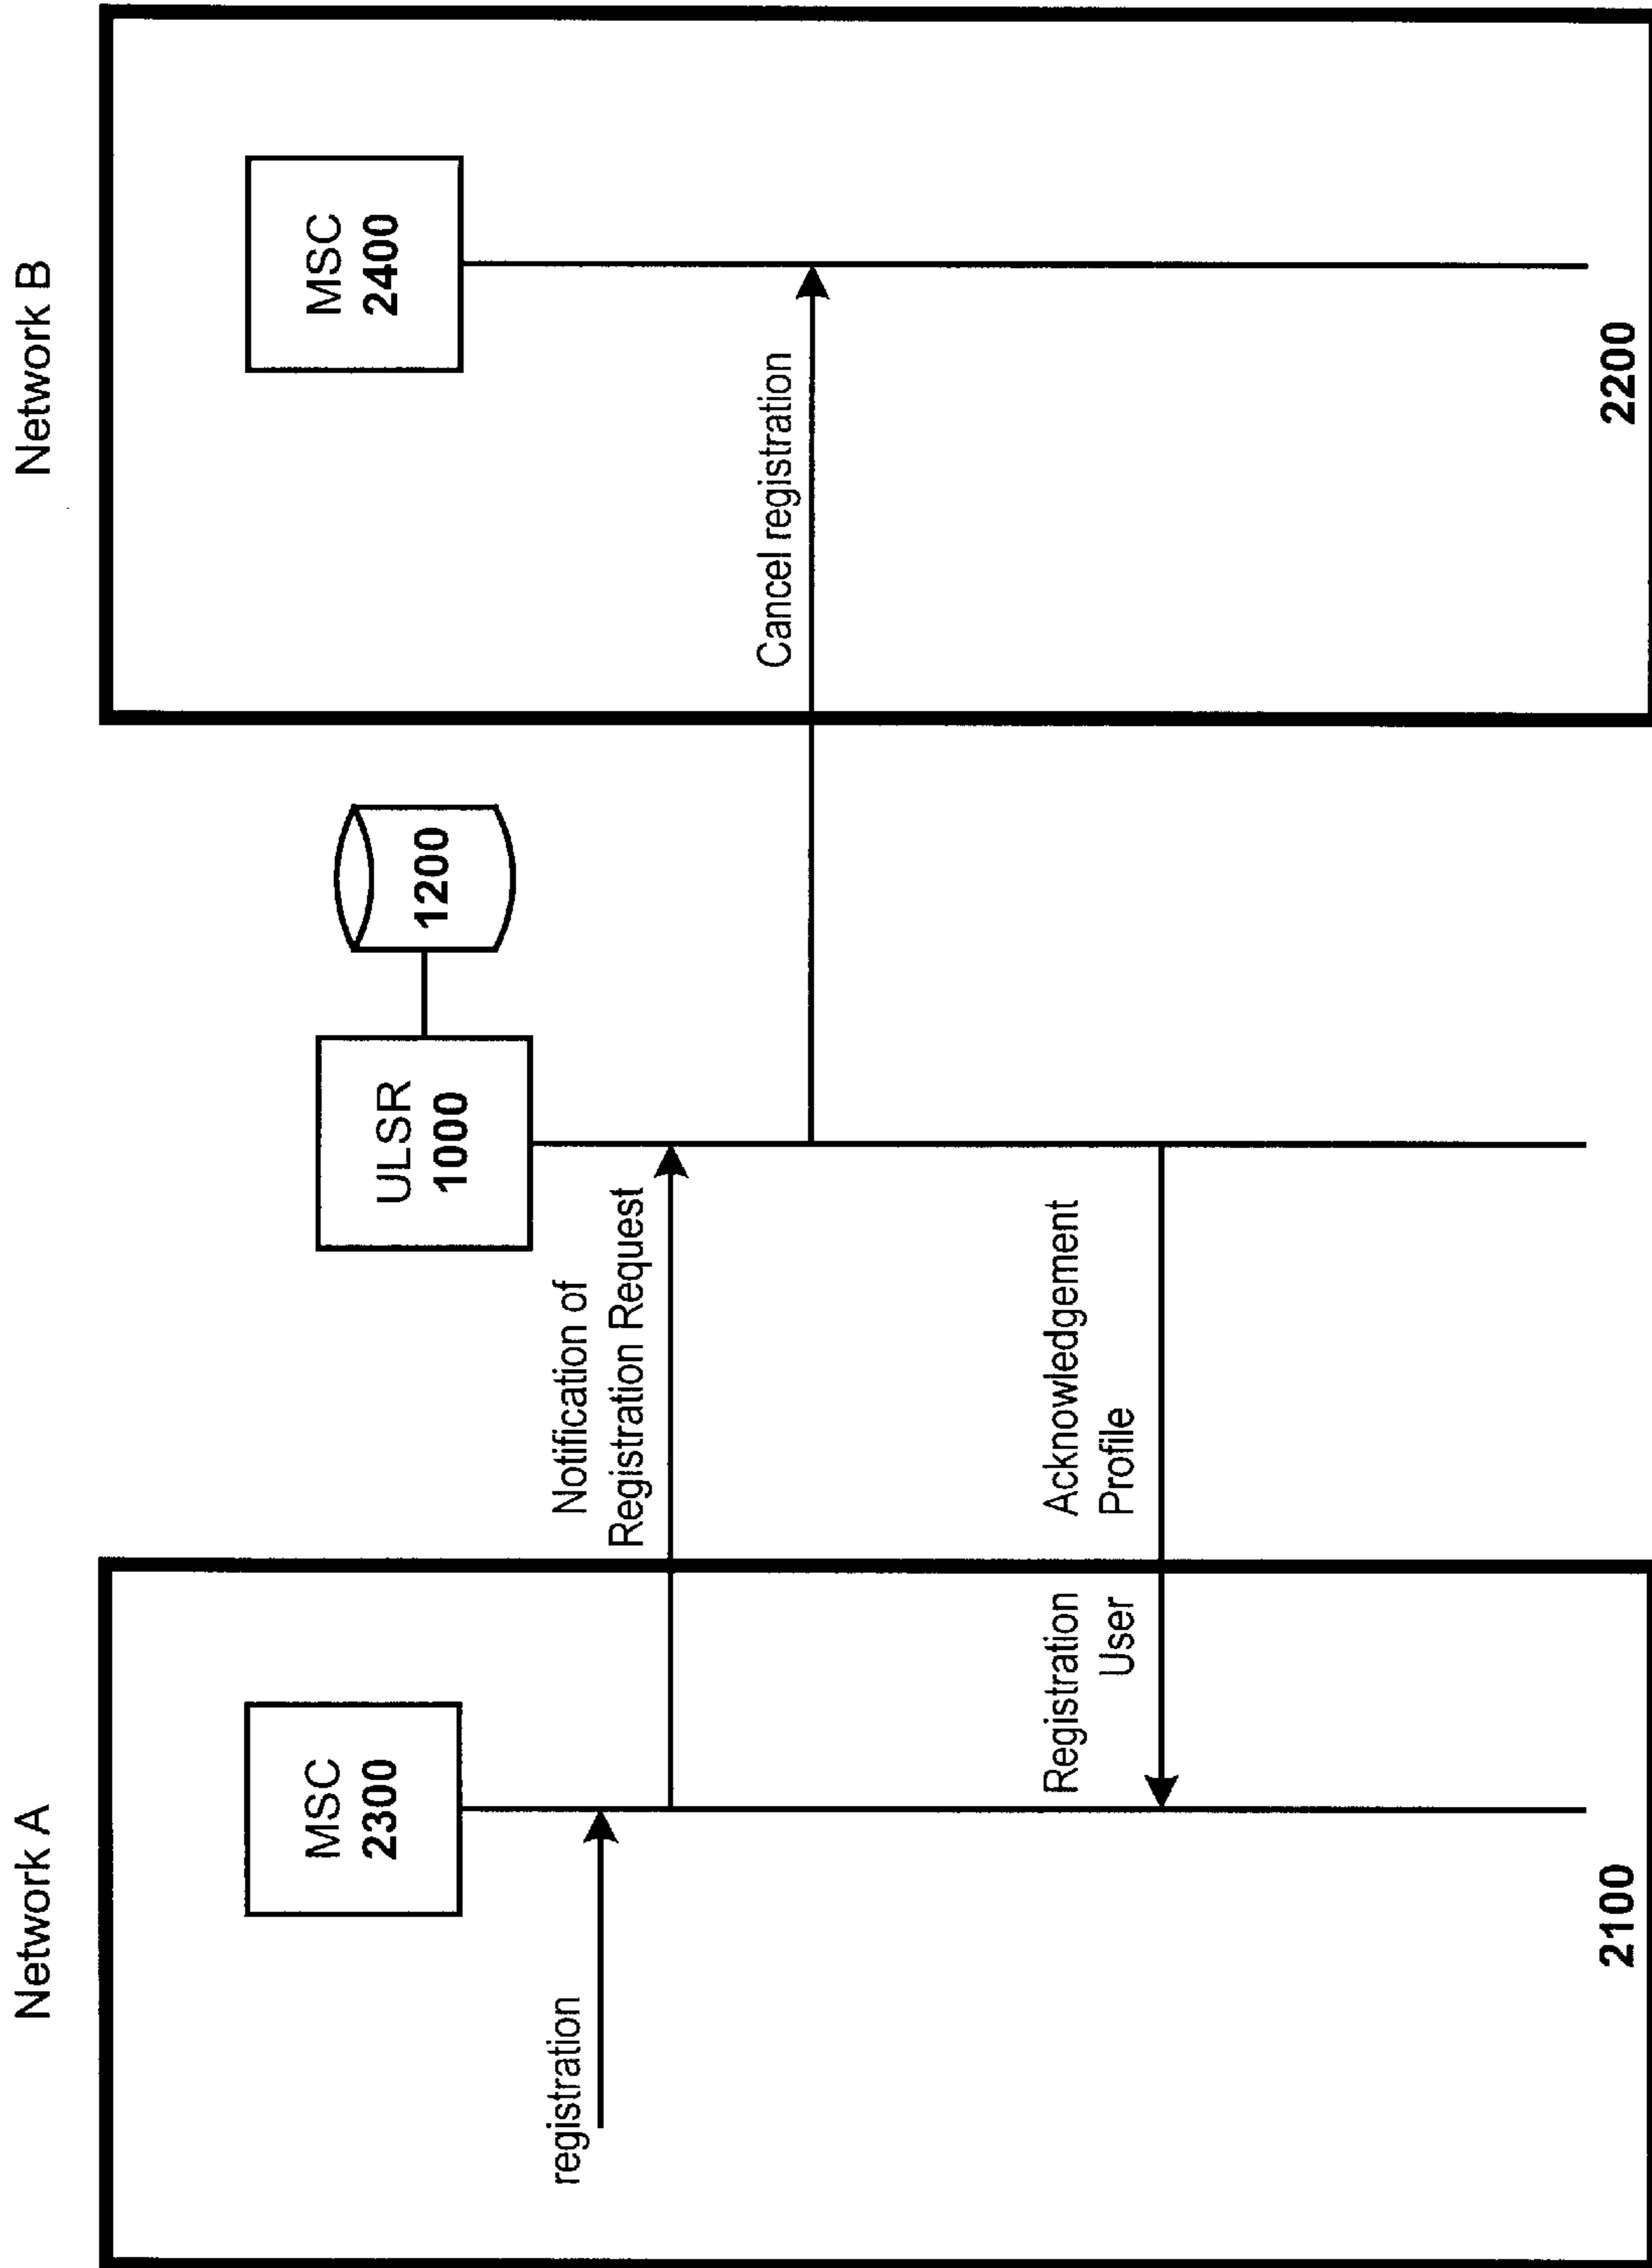 Network A
Network B
MSC
2300
ULSR
1000
1200
MSC
2400
registration
Notification of
Registration Request
Cancel registration
Registration Acknowledgement
User Profile
2100
2200